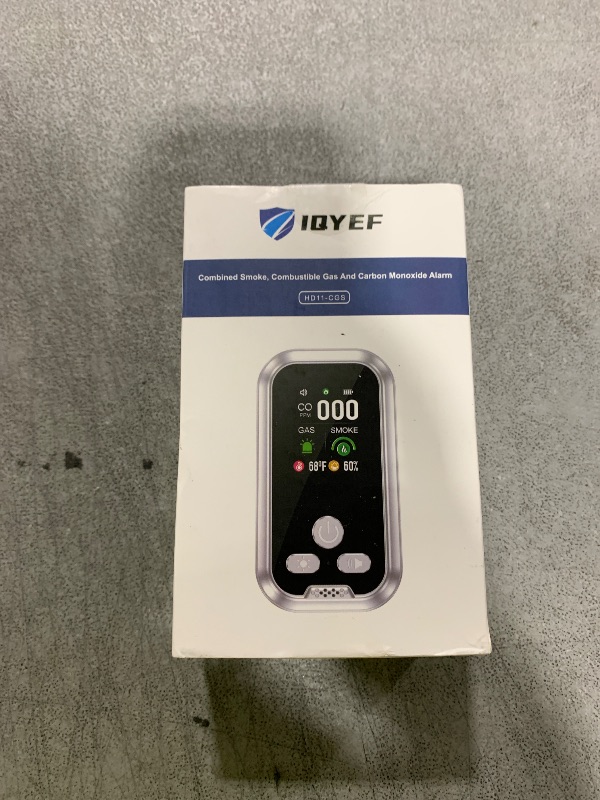 IQYEF
Combined Smoke, Combustible Gas And Carbon Monoxide Alarm
HD11-CGS
CO
PPM
000
GAS SMOKE
68°F 60%